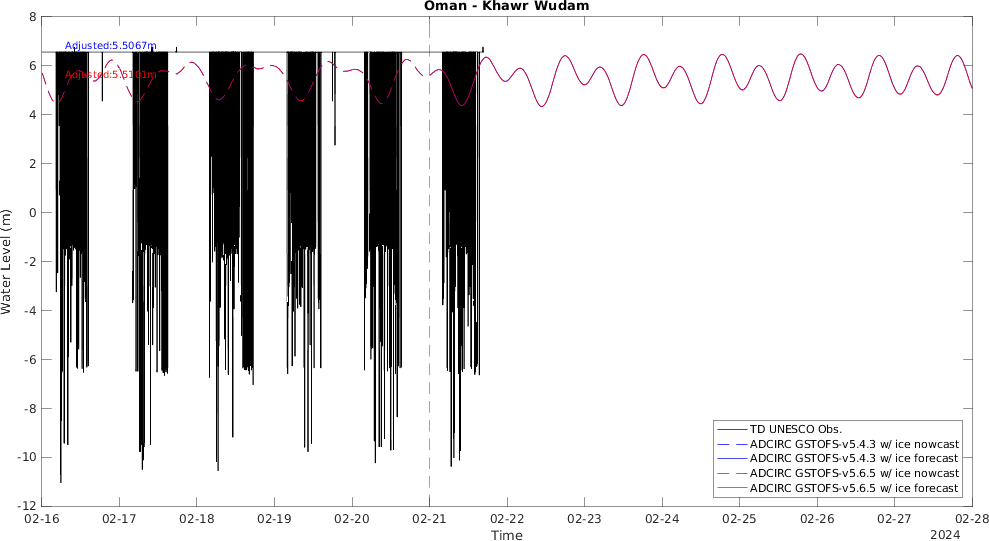 Oman - Khawr Wudam
Water Level (m)
8
6
4
2
0
-2
-4
-6
-8
-10
-12
Adjusted:5.5067m
Adjusted:5.5101m
TD UNESCO Obs.
ADCIRC GSTOFS-v5.4.3 w/ ice nowcast
ADCIRC GSTOFS-v5.4.3 w/ ice forecast
ADCIRC GSTOFS-v5.6.5 w/ ice nowcast
ADCIRC GSTOFS-v5.6.5 w/ ice forecast
02-16 02-17 02-18 02-19 02-20 02-21 02-22 02-23 02-24 02-25 02-26 02-27 02-28
Time
2024